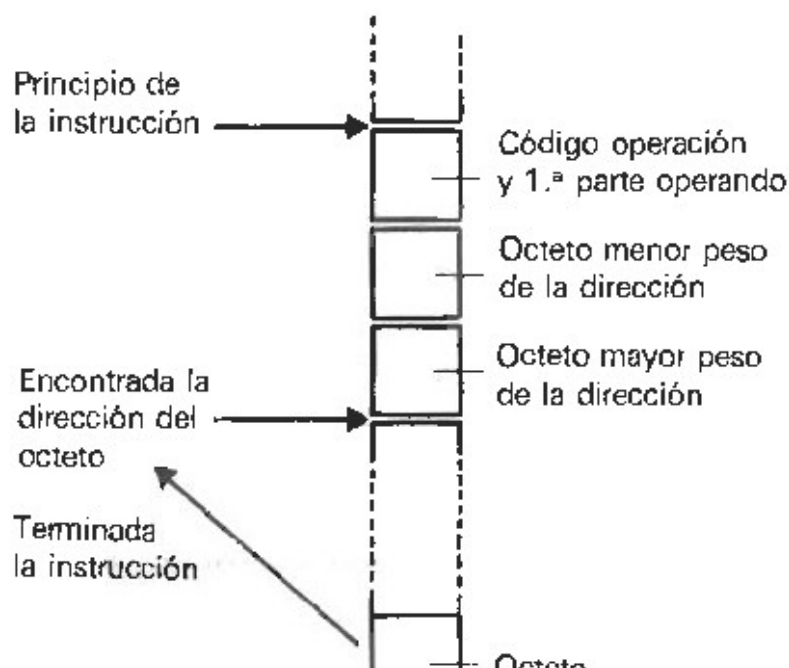 Principio de
la instrucción
Código operación
y 1.ª parte operando
Octeto menor peso
de la dirección
Octeto mayor peso
de la dirección
Encontrada la
dirección del
octeto
Terminada
la instrucción
Octeto